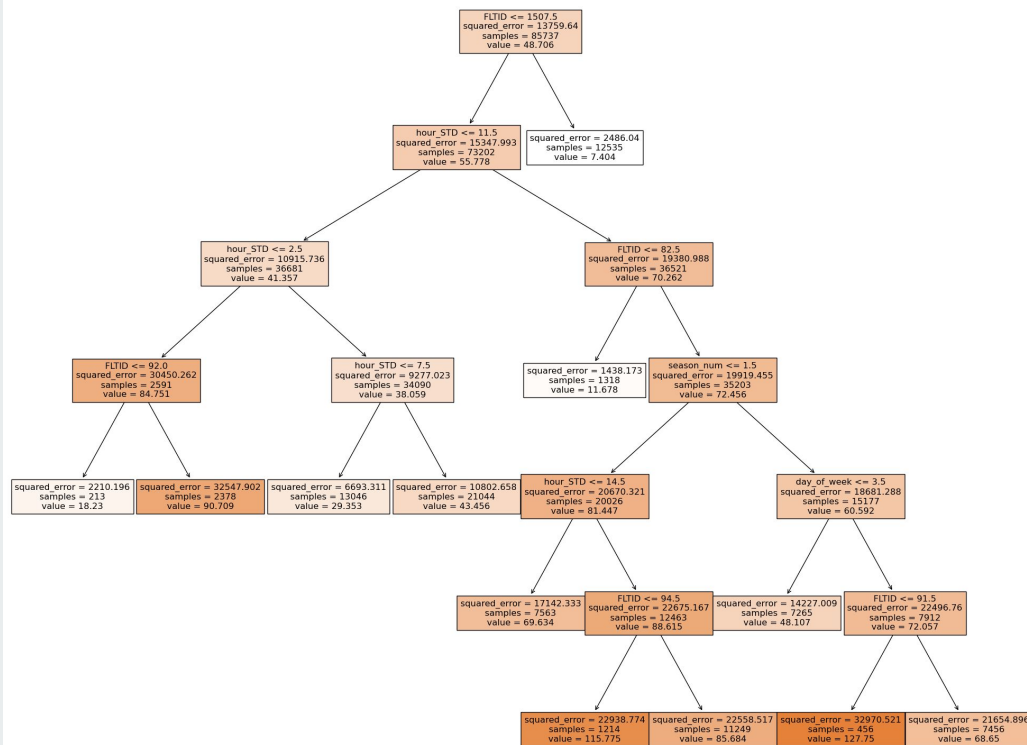 FLTID <= 1507.5
squared_error = 13759.64
samples = 85737
value = 48.706
hour_STD <= 11.5
squared_error = 15347.993
samples = 73202
value = 55.778
squared_error = 2486.04
samples = 12535
value = 7.404
hour_STD <= 2.5
squared_error = 10915.736
samples = 36681
value = 41.357
FLTID <= 82.5
squared_error = 19380.988
samples = 36521
value = 70.262
FLTID <= 92.0
squared_error = 30450.262
samples = 2591
value = 84.751
hour_STD <= 7.5
squared_error = 9277.023
samples = 34090
value = 38.059
squared_error = 1438.173
samples = 1318
value = 11.678
season_num <= 1.5
squared_error = 19919.455
samples = 35203
value = 72.456
squared_error = 2210.196
samples = 213
value = 18.23
squared_error = 32547.902
samples = 2378
value = 90.709
squared_error = 6693.311
samples = 13046
value = 29.353
squared_error = 10802.658
samples = 21044
value = 43.456
hour_STD <= 14.5
squared_error = 20670.321
samples = 20026
value = 81.447
day_of_week <= 3.5
squared_error = 18681.288
samples = 15177
value = 60.592
squared_error = 17142.333
samples = 7563
value = 69.634
FLTID <= 94.5
squared_error = 22675.167
samples = 12463
value = 88.615
squared_error = 14227.009
samples = 7265
value = 48.107
FLTID <= 91.5
squared_error = 22496.76
samples = 7912
value = 72.057
squared_error = 22938.774
samples = 1214
value = 115.775
squared_error = 22558.517
samples = 11249
value = 85.684
squared_error = 32970.521
samples = 456
value = 127.75
squared_error = 21654.896
samples = 7456
value = 68.65